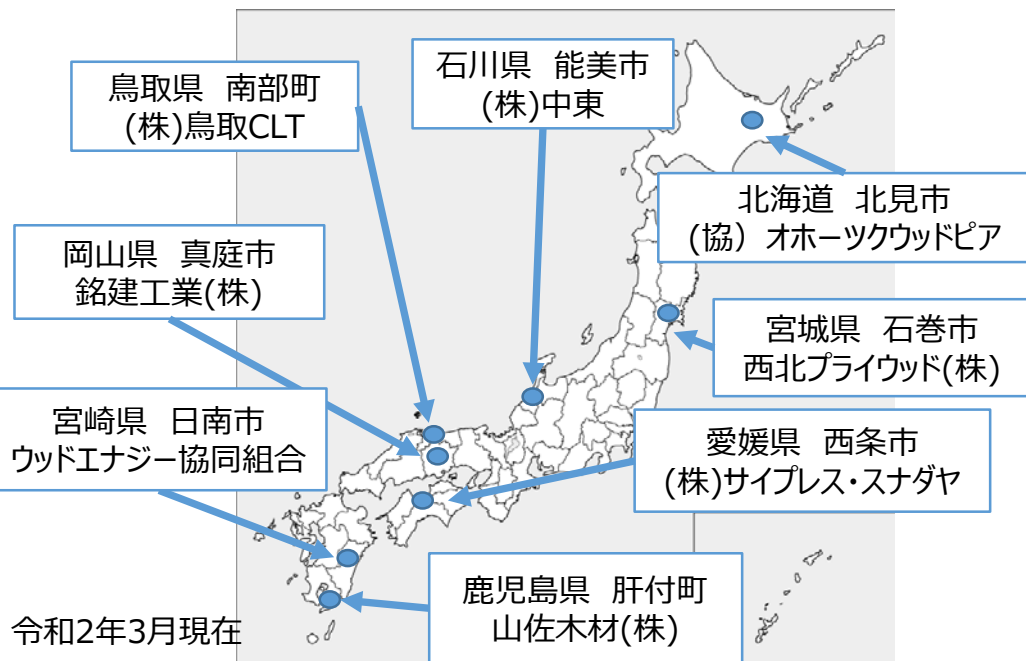 石川県 能美市
(株)中東
鳥取県 南部町
(株)鳥取CLT
北海道 北見市
(協) オホーツクウッドピア
岡山県 真庭市
銘建工業(株)
宮城県 石巻市
西北プライウッド(株)
宮崎県 日南市
ウッドエナジー協同組合
愛媛県 西条市
(株)サイプレス・スナダヤ
鹿児島県 肝付町
山佐木材(株)
令和2年3月現在